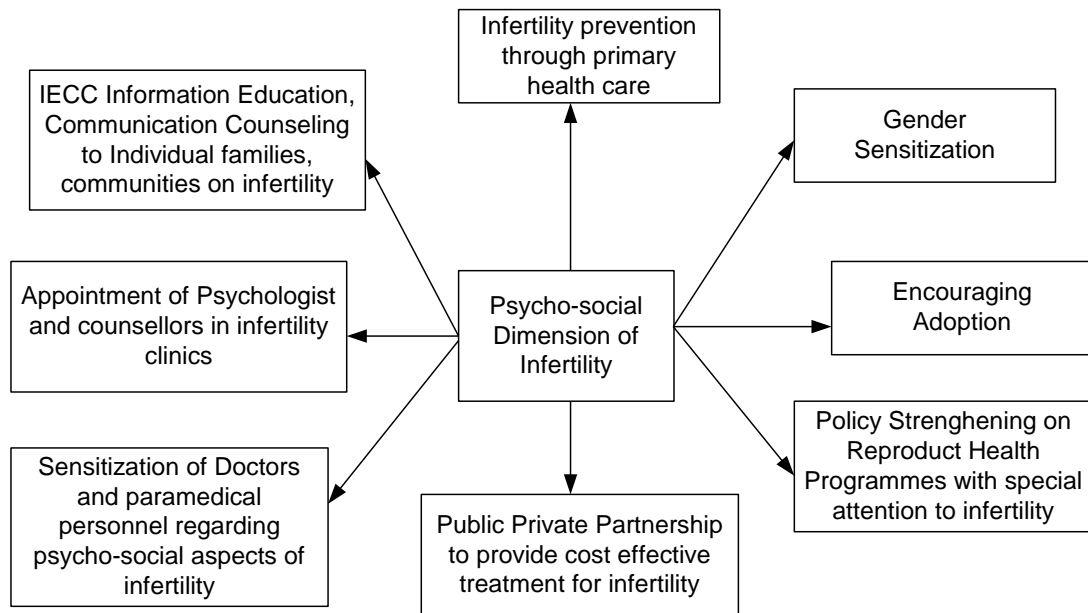 Infertility prevention
through primary
health care
IECC Information Education,
Communication Counseling
to Individual families,
communities on infertility
Gender
Sensitization
Appointment of Psychologist
and counsellors in infertility
clinics
Psycho-social
Dimension of
Infertility
Encouraging
Adoption
Sensitization of Doctors
and paramedical
personnel regarding
psycho-social aspects of
infertility
Public Private Partnership
to provide cost effective
treatment for infertility
Policy Strenghening on
Reproduct Health
Programmes with special
attention to infertility